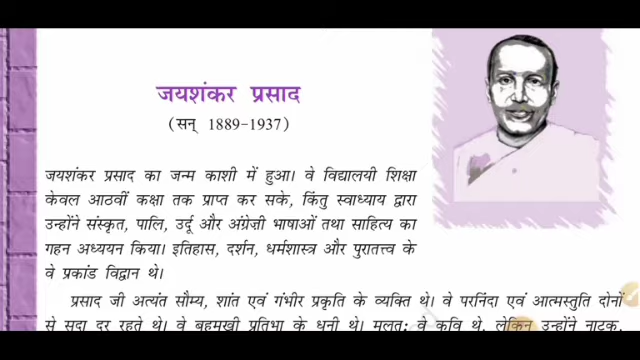 जयशंकर प्रसाद
(सन् 1889-1937)
जयशंकर प्रसाद का जन्म काशी में हुआ। वे विद्यालयी शिक्षा
केवल आठवीं कक्षा तक प्राप्त कर सके, किंतु स्वाध्याय द्वारा
उन्होंने संस्कृत, पालि, उर्दू और अंग्रेजी भाषाओं तथा साहित्य का
गहन अध्ययन किया। इतिहास, दर्शन, धर्मशास्त्र और पुरातत्त्व के
वे प्रकांड विद्वान थे।
प्रसाद जी अत्यंत सौम्य, शांत एवं गंभीर प्रकृति के व्यक्ति थे। वे परनिंदा एवं आत्मस्तुति दोनों
से सदा दूर रहते थे। वे बहुमुखी प्रतिभा के धनी थे। मूलत: वे कवि थे, लेकिन उन्होंने नाटक,